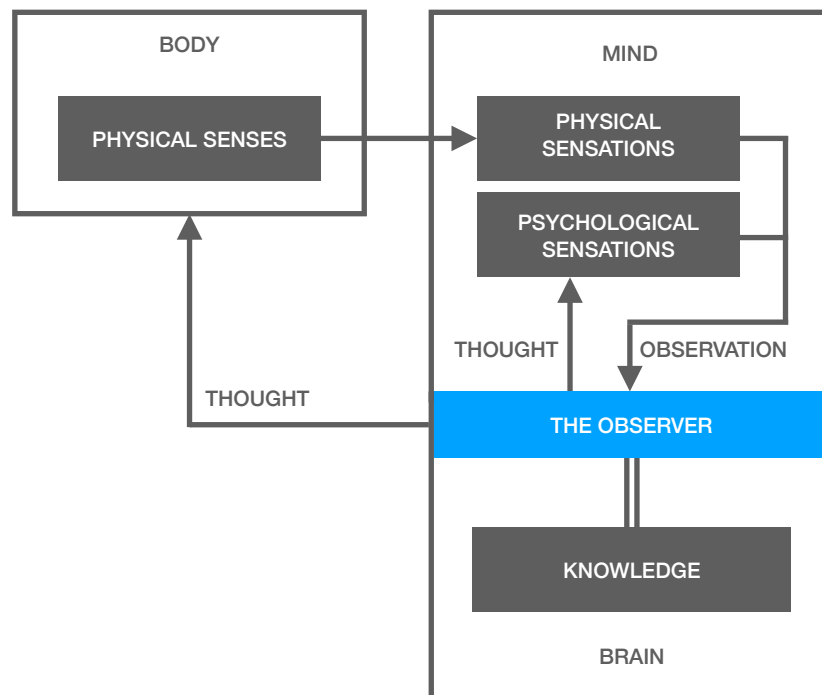 BODY
MIND
PHYSICAL SENSES
PHYSICAL
SENSATIONS
PSYCHOLOGICAL
SENSATIONS
THOUGHT
OBSERVATION
THOUGHT
THE OBSERVER
KNOWLEDGE
BRAIN